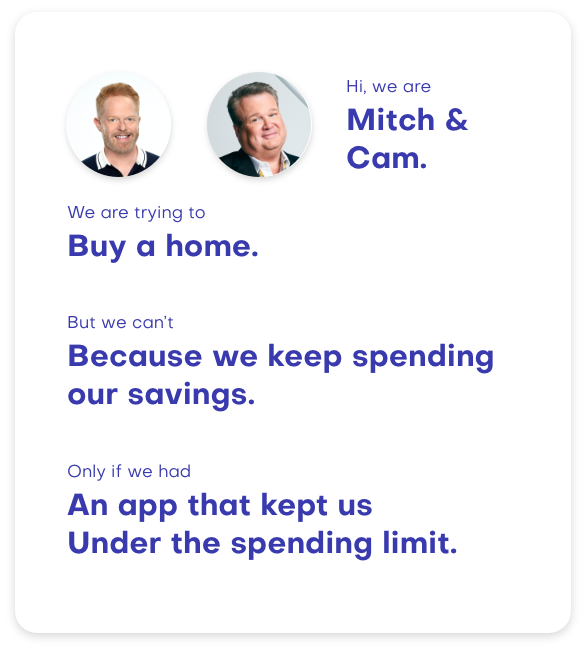 Hi, we are
Mitch &
Cam.
We are trying to
Buy a home.
But we can't
Because we keep spending
our savings.
Only if we had
An app that kept us
Under the spending limit.